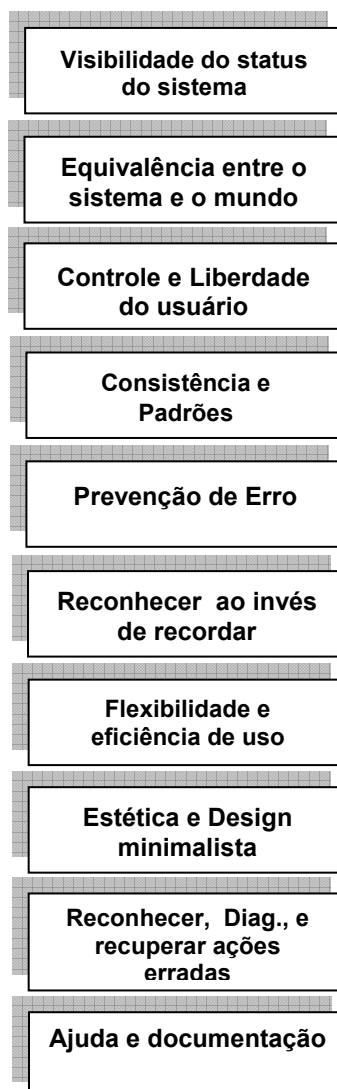 Visibilidade do status
do sistema
Equivalência entre o
sistema e o mundo
Controle e Liberdade
do usuário
Consistência e
Padrões
Prevenção de Erro
Reconhecer ao invés
de recordar
Flexibilidade e
eficiência de uso
Estética e Design
minimalista
Reconhecer, Diag., e
recuperar ações
erradas
Ajuda e documentação